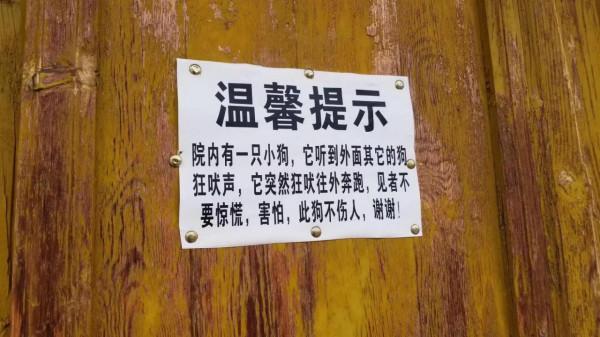 温馨提示
院内有一只小狗，它听到外面其它的狗
狂吠声，它突然狂吠往外奔跑，见者不
要惊慌，害怕，此狗不伤人，谢谢！